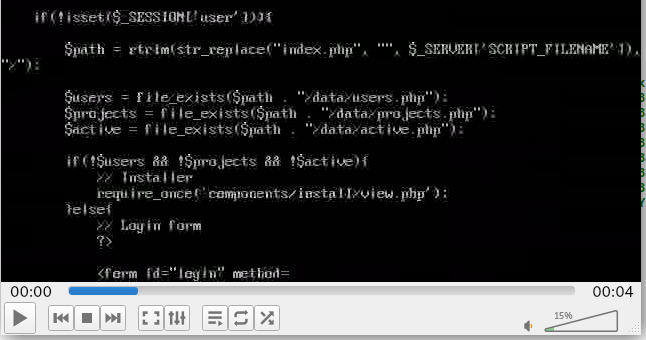 if(!isset($_SESSION['user'])){
$path = rtrim(str_replace("index.php", "", $_SERVER['SCRIPT_FILENAME']),
"/");
$users = file_exists($path . "/data/users.php");
$projects = file_exists($path . "/data/projects.php");
$active = file_exists($path . "/data/active.php");
if(!$users && !$projects && !$active){
// Installer
require_once('components/install/view.php');
}else{
// Login form
?>
<form id="login" method=
00:00 00:04
15%